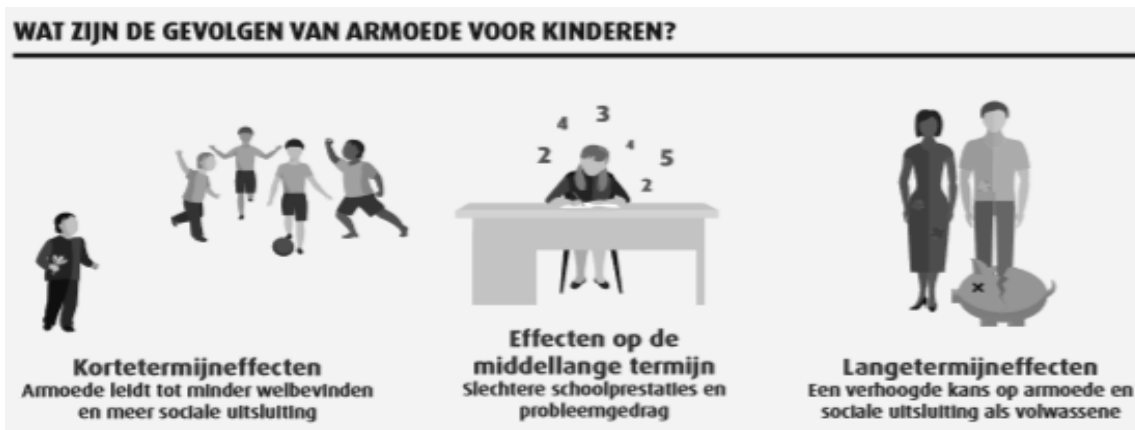 WAT ZIJN DE GEVOLGEN VAN ARMOEDE VOOR KINDEREN?
4 3
2 4 5
2
Kortetermijneffecten
Armoede leidt tot minder welbevinden
en meer sociale uitsluiting
Effecten op de
middellange termijn
Slechtere schoolprestaties en
probleemgedrag
Langetermijneffecten
Een verhoogde kans op armoede en
sociale uitsluiting als volwassene